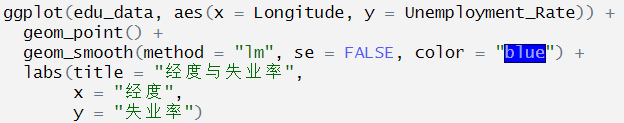 ggplot(edu_data, aes(x = Longitude, y = Unemployment_Rate)) +
  geom_point() +
  geom_smooth(method = "lm", se = FALSE, color = "blue") +
  labs(title = "经度与失业率",
       x = "经度",
       y = "失业率")